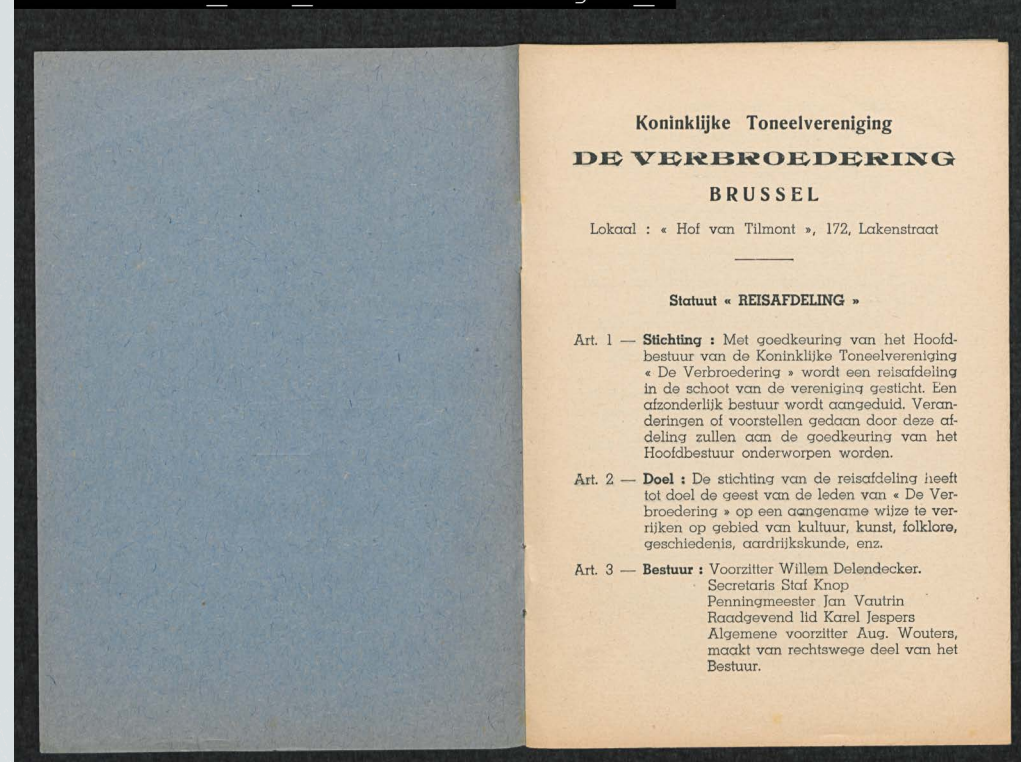 Koninklijke Toneelvereniging
DE VERBROEDERING
BRUSSEL
Lokaal : « Hof van Tilmont », 172, Lakenstraat
Statuut « REISAFDELING »
Art. 1 — Stichting : Met goedkeuring van het Hoofd-
bestuur van de Koninklijke Toneelvereniging
« De Verbroedering » wordt een reisafdeling
in de schoot van de vereniging gesticht. Een
afzonderlijk bestuur wordt aangeduid. Veran-
deringen of voorstellen gedaan door deze af-
deling zullen aan de goedkeuring van het
Hoofdbestuur onderworpen worden.
Art. 2 — Doel : De stichting van de reisafdeling heeft
tot doel de geest van de leden van « De Ver-
broedering » op een aangename wijze te ver-
rijken op gebied van kultuur, kunst, folklore,
geschiedenis, aardrijkskunde, enz.
Art. 3 — Bestuur : Voorzitter Willem Delendecker.
Secretaris Staf Knop
Penningmeester Jan Vautrin
Raadgevend lid Karel Jespers
Algemene voorzitter Aug. Wouters,
maakt van rechtswege deel van het
Bestuur.